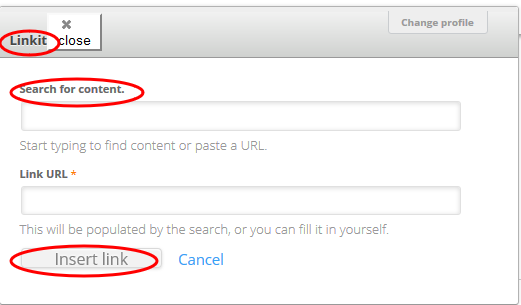 Linkit
close
Change profile
Search for content.
Start typing to find content or paste a URL.
Link URL *
This will be populated by the search, or you can fill it in yourself.
Insert link
Cancel